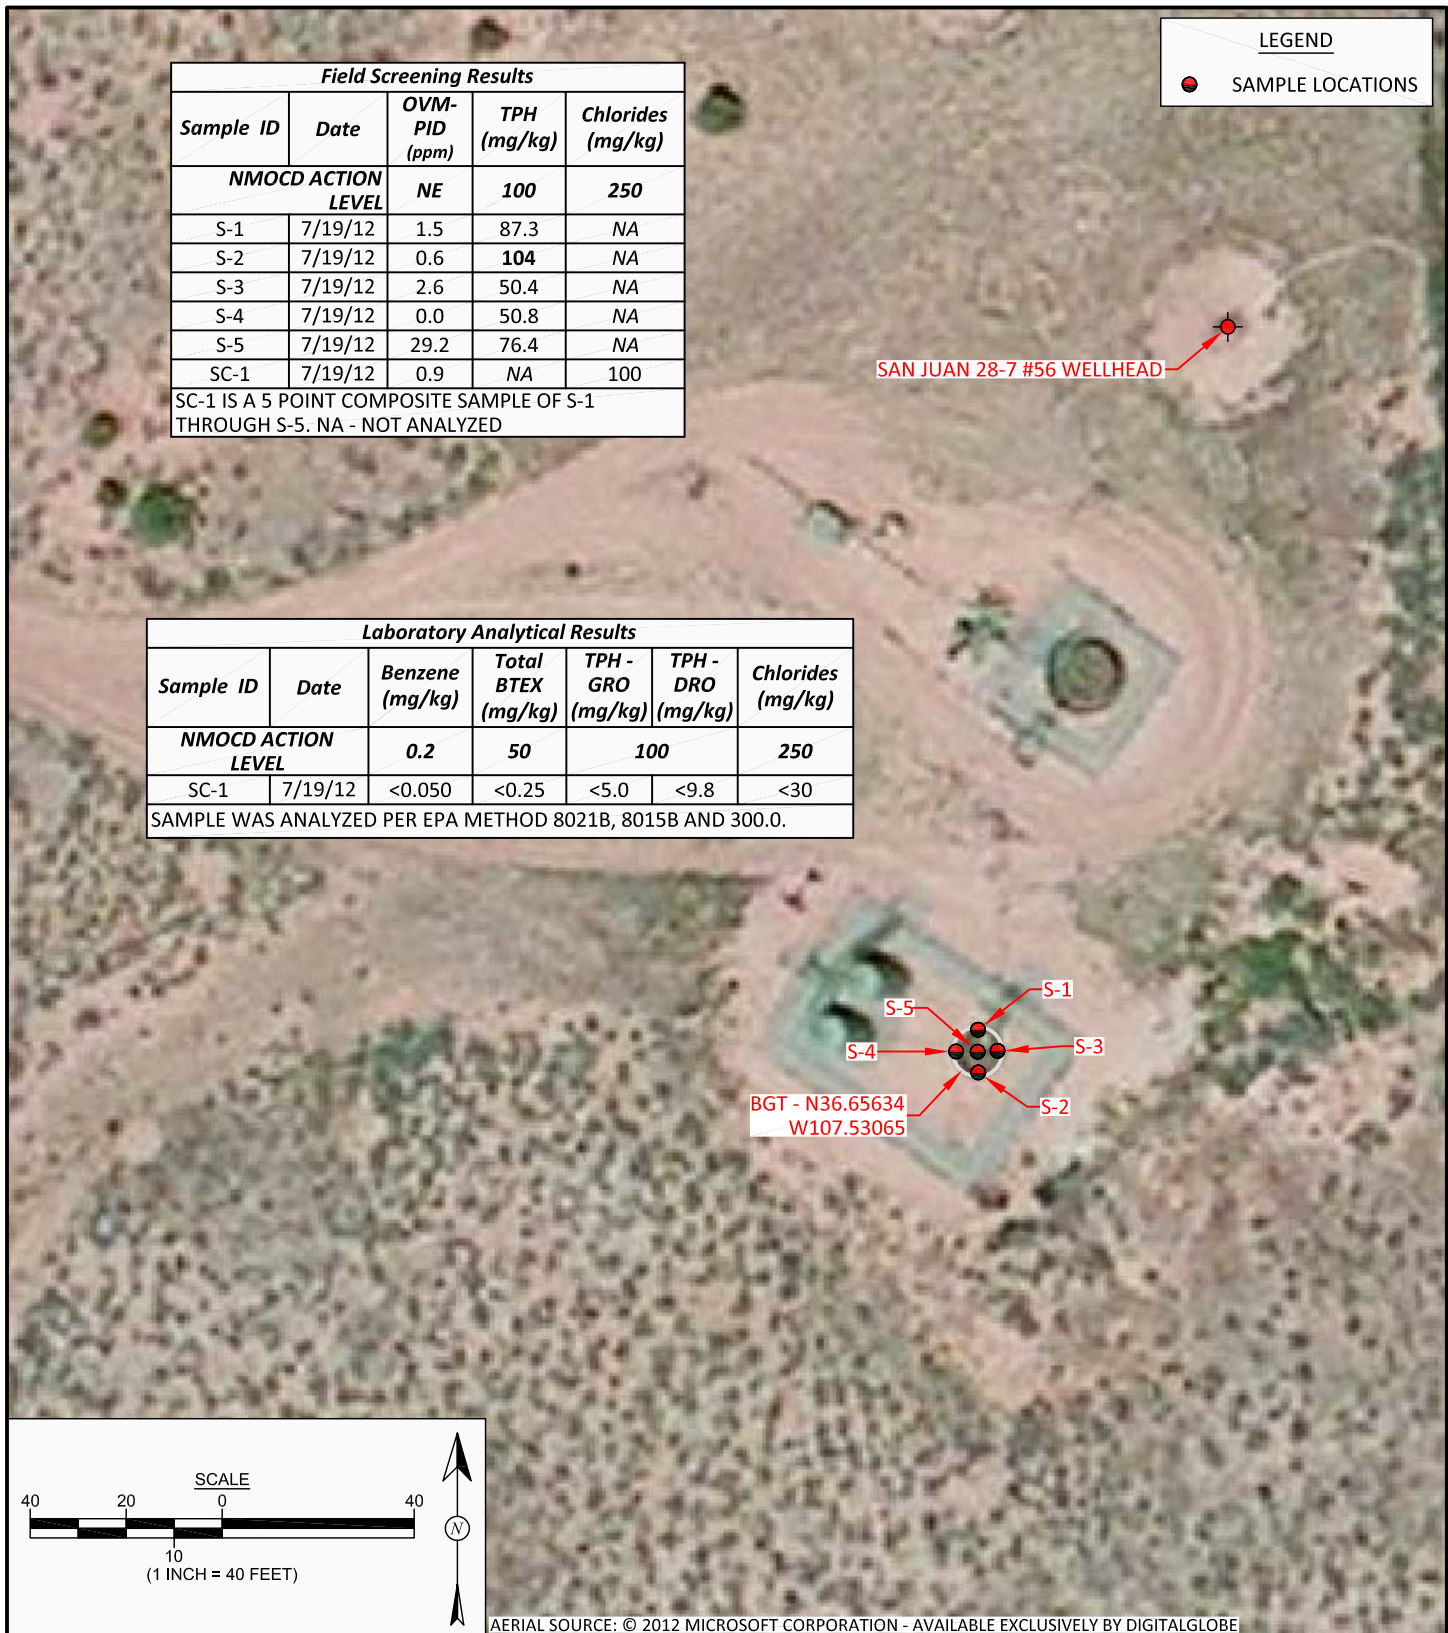 LEGEND
SAMPLE LOCATIONS
Field Screening Results
Sample ID Date OVM-PID (ppm) TPH (mg/kg) Chlorides (mg/kg)
NMOCD ACTION LEVEL NE 100 250
S-1 7/19/12 1.5 87.3 NA
S-2 7/19/12 0.6 104 NA
S-3 7/19/12 2.6 50.4 NA
S-4 7/19/12 0.0 50.8 NA
S-5 7/19/12 29.2 76.4 NA
SC-1 7/19/12 0.9 NA 100
SC-1 IS A 5 POINT COMPOSITE SAMPLE OF S-1
THROUGH S-5. NA - NOT ANALYZED
SAN JUAN 28-7 #56 WELLHEAD
Laboratory Analytical Results
Sample ID Date Benzene (mg/kg) Total BTEX (mg/kg) TPH - GRO (mg/kg) TPH - DRO (mg/kg) Chlorides (mg/kg)
NMOCD ACTION LEVEL 0.2 50 100 250
SC-1 7/19/12 <0.050 <0.25 <5.0 <9.8 <30
SAMPLE WAS ANALYZED PER EPA METHOD 8021B, 8015B AND 300.0.
S-1
S-5
S-3
S-4
S-2
BGT - N36.65634
W107.53065
SCALE
40 20 0 40
10
(1 INCH = 40 FEET)
N
AERIAL SOURCE: © 2012 MICROSOFT CORPORATION - AVAILABLE EXCLUSIVELY BY DIGITALGLOBE